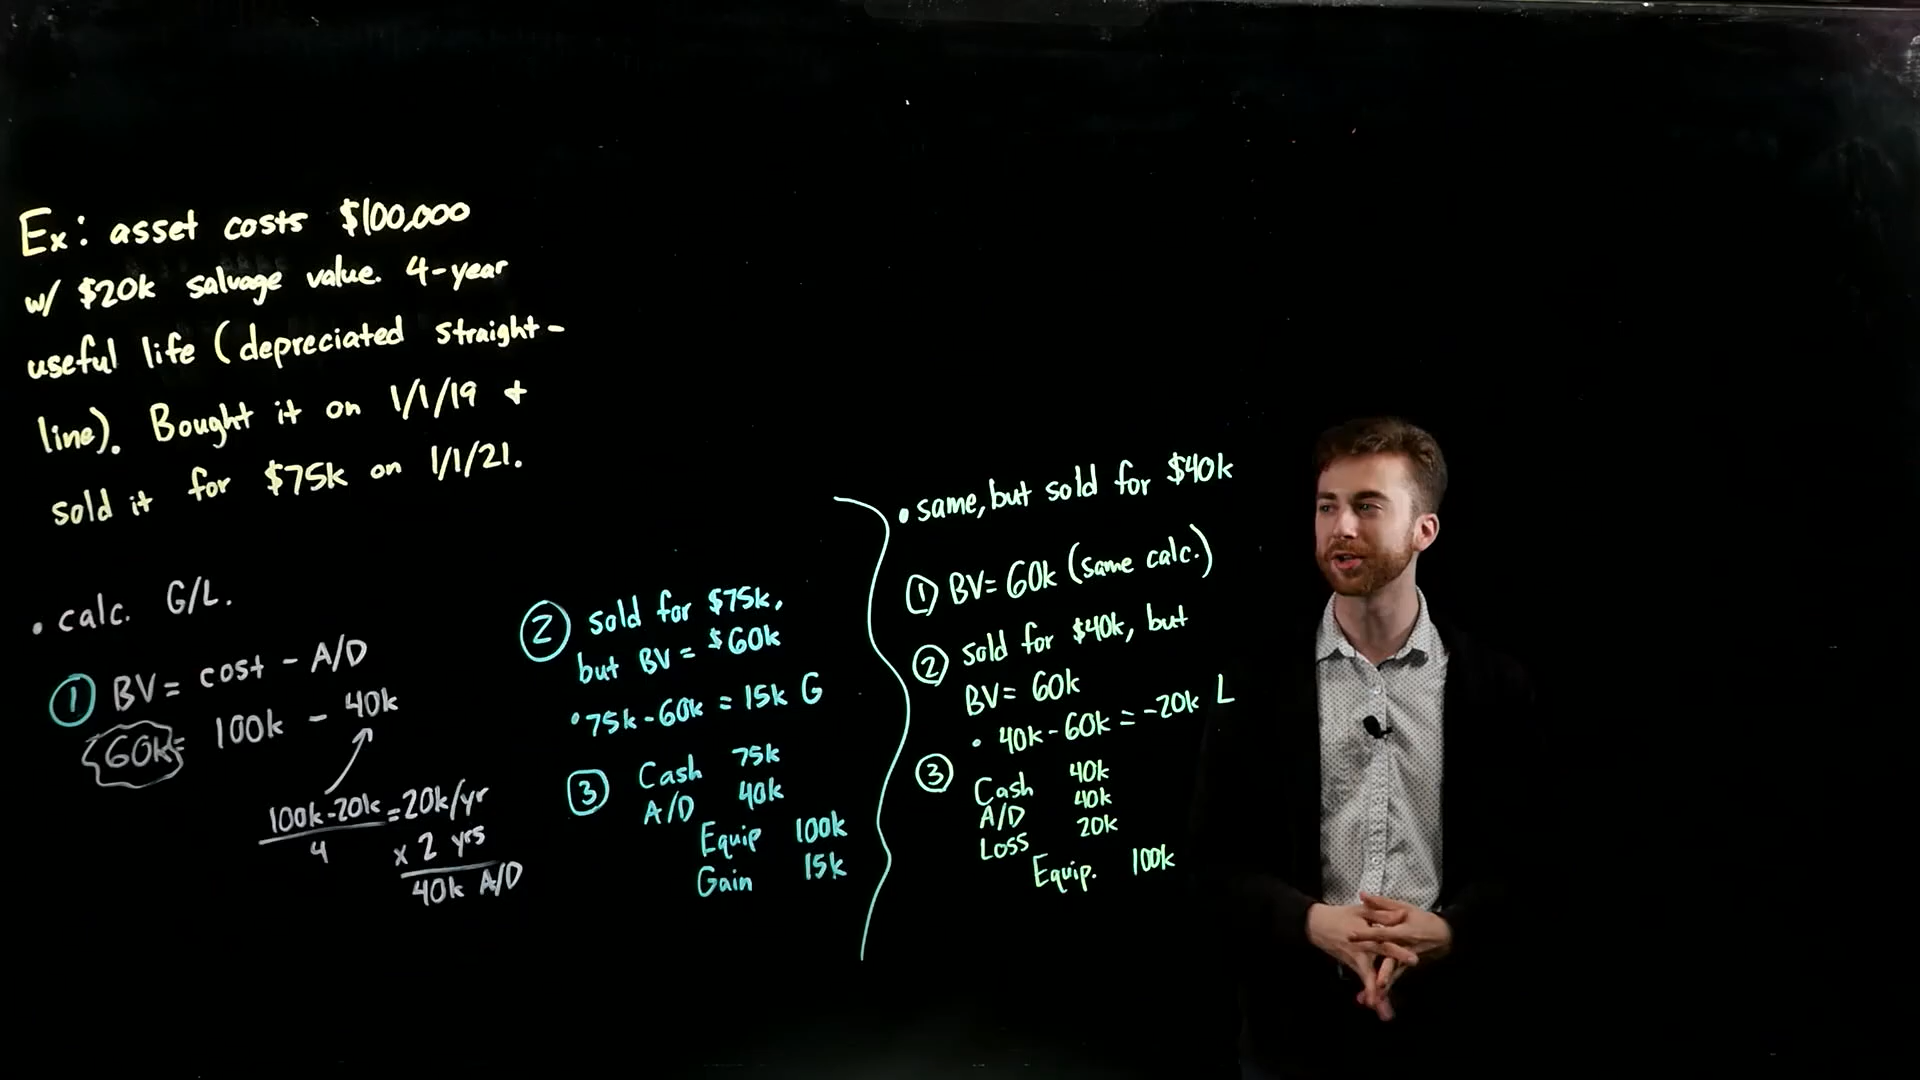 Ex: asset costs $100,000
w/ $20k salvage value. 4-year
useful life (depreciated straight-
line). Bought it on 1/1/19 +
sold it for $75k on 1/1/21.
• calc. G/L.
① BV = cost - A/D
60k = 100k - 40k
100k-20k = 20k/yr
4
x 2 yrs
40k A/D
② sold for $75k,
but BV = $60k
• 75k-60k = 15k G
③ Cash 75k
A/D 40k
Equip 100k
Gain 15k
• same, but sold for $40k
① BV= 60k (same calc.)
② sold for $40k, but
BV= 60k
• 40k-60k = -20k L
③ Cash 40k
A/D 40k
Loss 20k
Equip. 100k